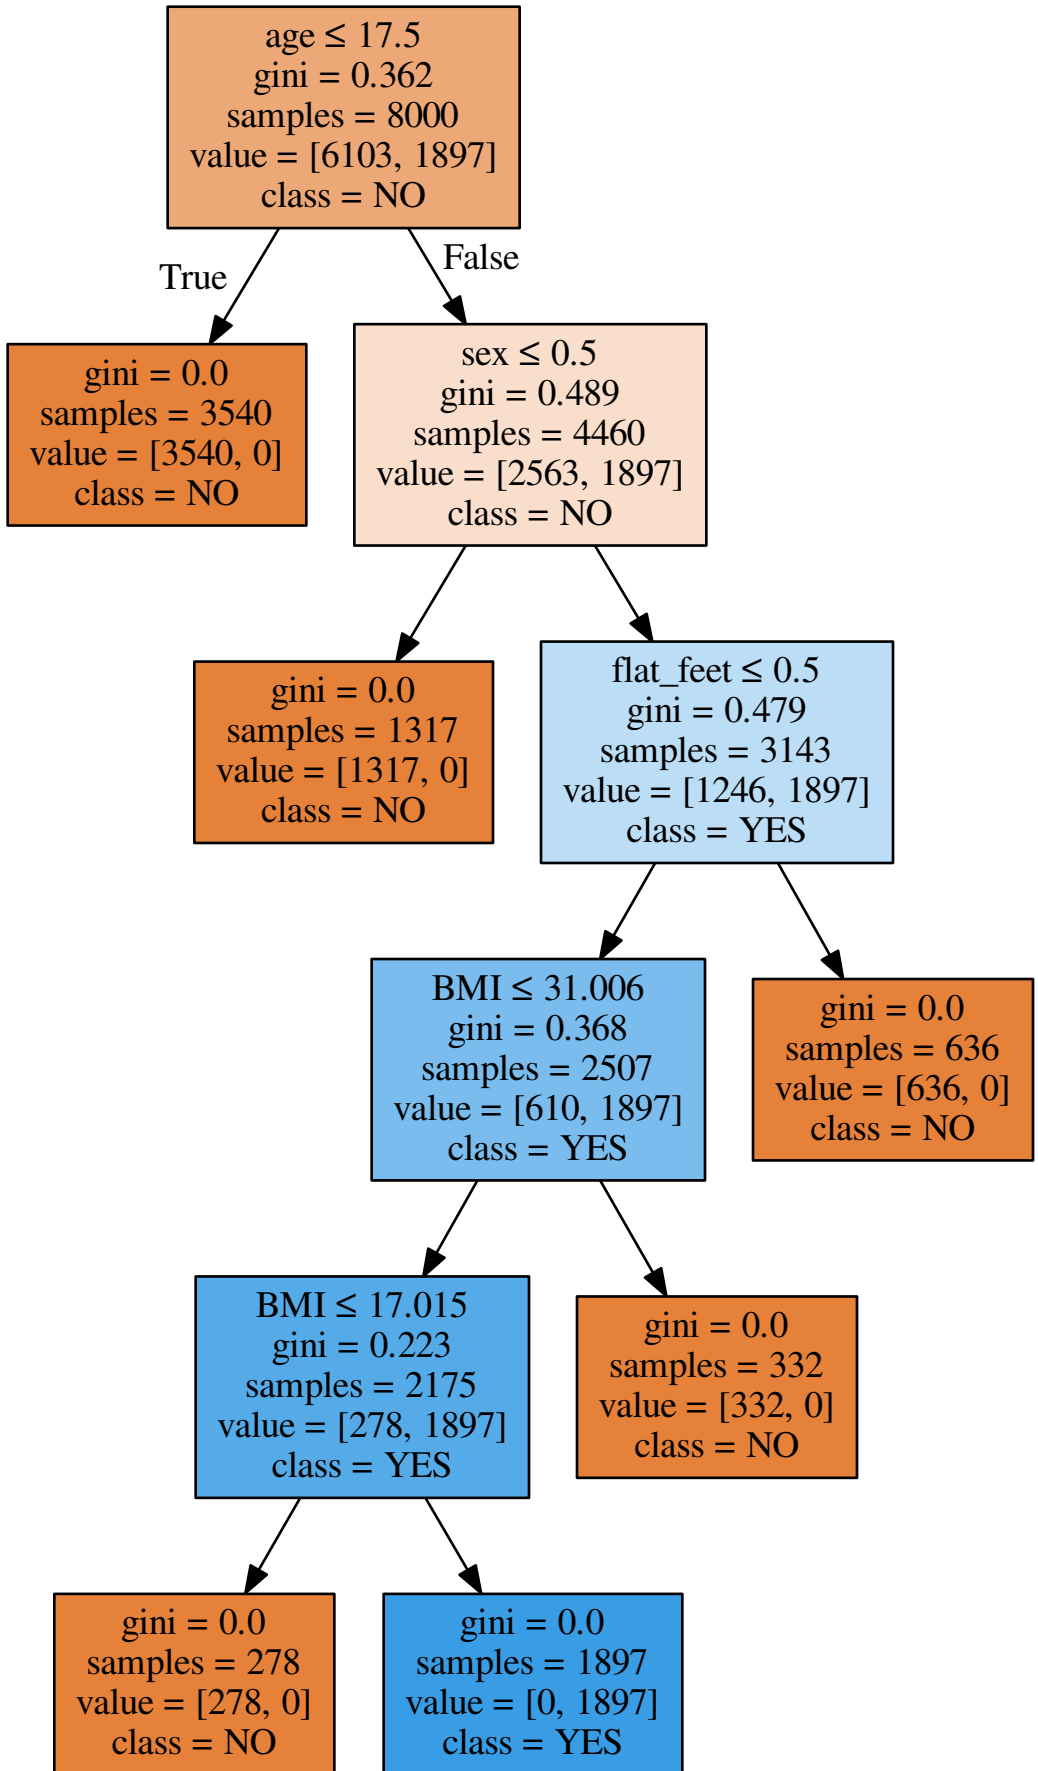 age ≤ 17.5
gini = 0.362
samples = 8000
value = [6103, 1897]
class = NO
True
False
gini = 0.0
samples = 3540
value = [3540, 0]
class = NO
sex ≤ 0.5
gini = 0.489
samples = 4460
value = [2563, 1897]
class = NO
gini = 0.0
samples = 1317
value = [1317, 0]
class = NO
flat_feet ≤ 0.5
gini = 0.479
samples = 3143
value = [1246, 1897]
class = YES
BMI ≤ 31.006
gini = 0.368
samples = 2507
value = [610, 1897]
class = YES
gini = 0.0
samples = 636
value = [636, 0]
class = NO
BMI ≤ 17.015
gini = 0.223
samples = 2175
value = [278, 1897]
class = YES
gini = 0.0
samples = 332
value = [332, 0]
class = NO
gini = 0.0
samples = 278
value = [278, 0]
class = NO
gini = 0.0
samples = 1897
value = [0, 1897]
class = YES